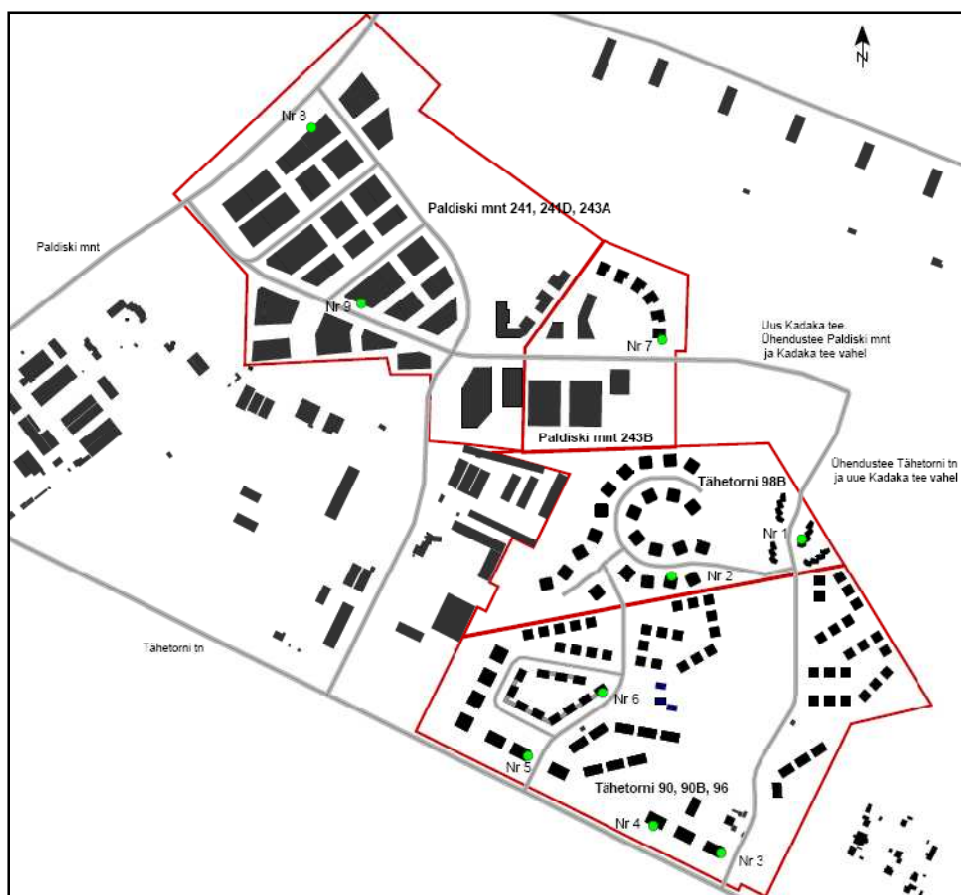 N
Nr 8
Paldiski mnt 241, 241D, 243A
Paldiski mnt
Nr 9
Uus Kadaka tee
Ühendustee Paldiski mnt
ja Kadaka tee vahel
Nr 7
Paldiski mnt 243B
Ühendustee Tähetorni tn
ja uue Kadaka tee vahel
Tähetorni 98B
Nr 1
Nr 2
Tähetorni tn
Nr 6
Nr 5
Tähetorni 90, 90B, 96
Nr 4
Nr 3